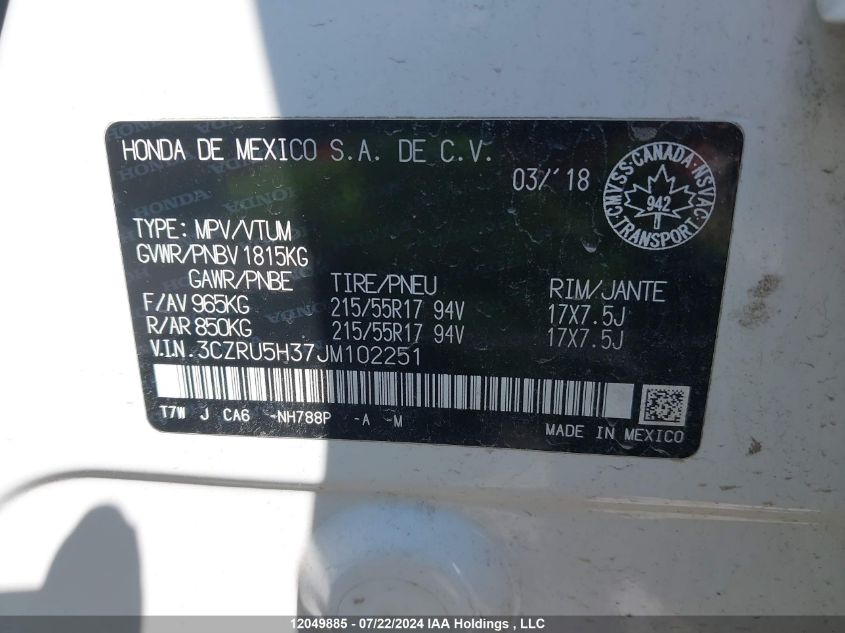 HONDA DE MEXICO S.A. DE C.V.
03/'18
CMVSS·CANADA·NSVAC
942
TRANSPORT
TYPE: MPV/VTUM
GVWR/PNBV 1815KG
GAWR/PNBE TIRE/PNEU RIM/JANTE
F/AV 965KG 215/55R17 94V 17X7.5J
R/AR 850KG 215/55R17 94V 17X7.5J
V.I.N. 3CZRU5H37JM102251
T7W J CA6 -NH788P -A -M
MADE IN MEXICO
12049885 - 07/22/2024 IAA Holdings , LLC